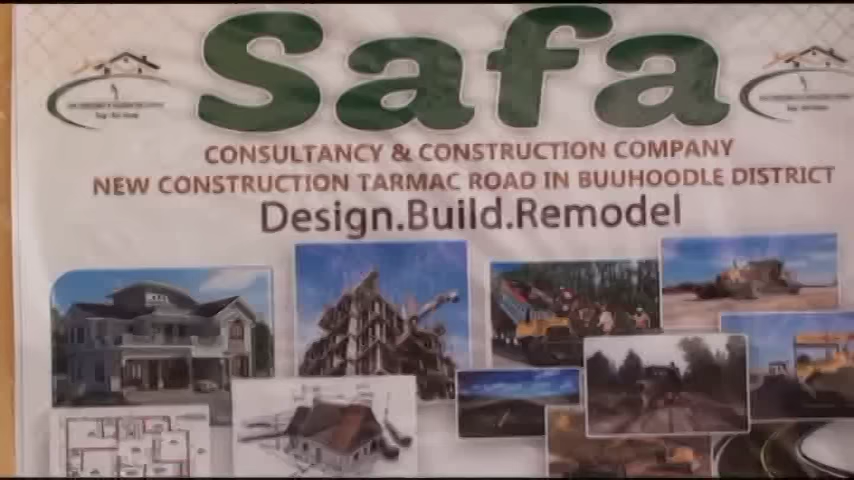 Safa
CONSULTANCY & CONSTRUCTION COMPANY
NEW CONSTRUCTION TARMAC ROAD IN BUUHOODLE DISTRICT
Design.Build.Remodel